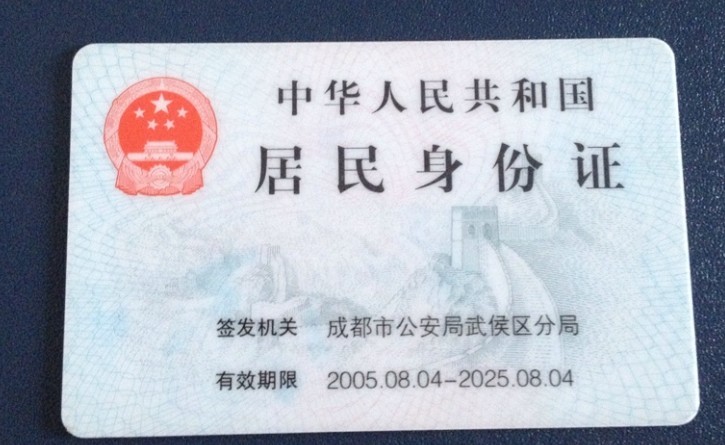 中华人民共和国
居民身份证
签发机关 成都市公安局武侯区分局
有效期限 2005.08.04-2025.08.04